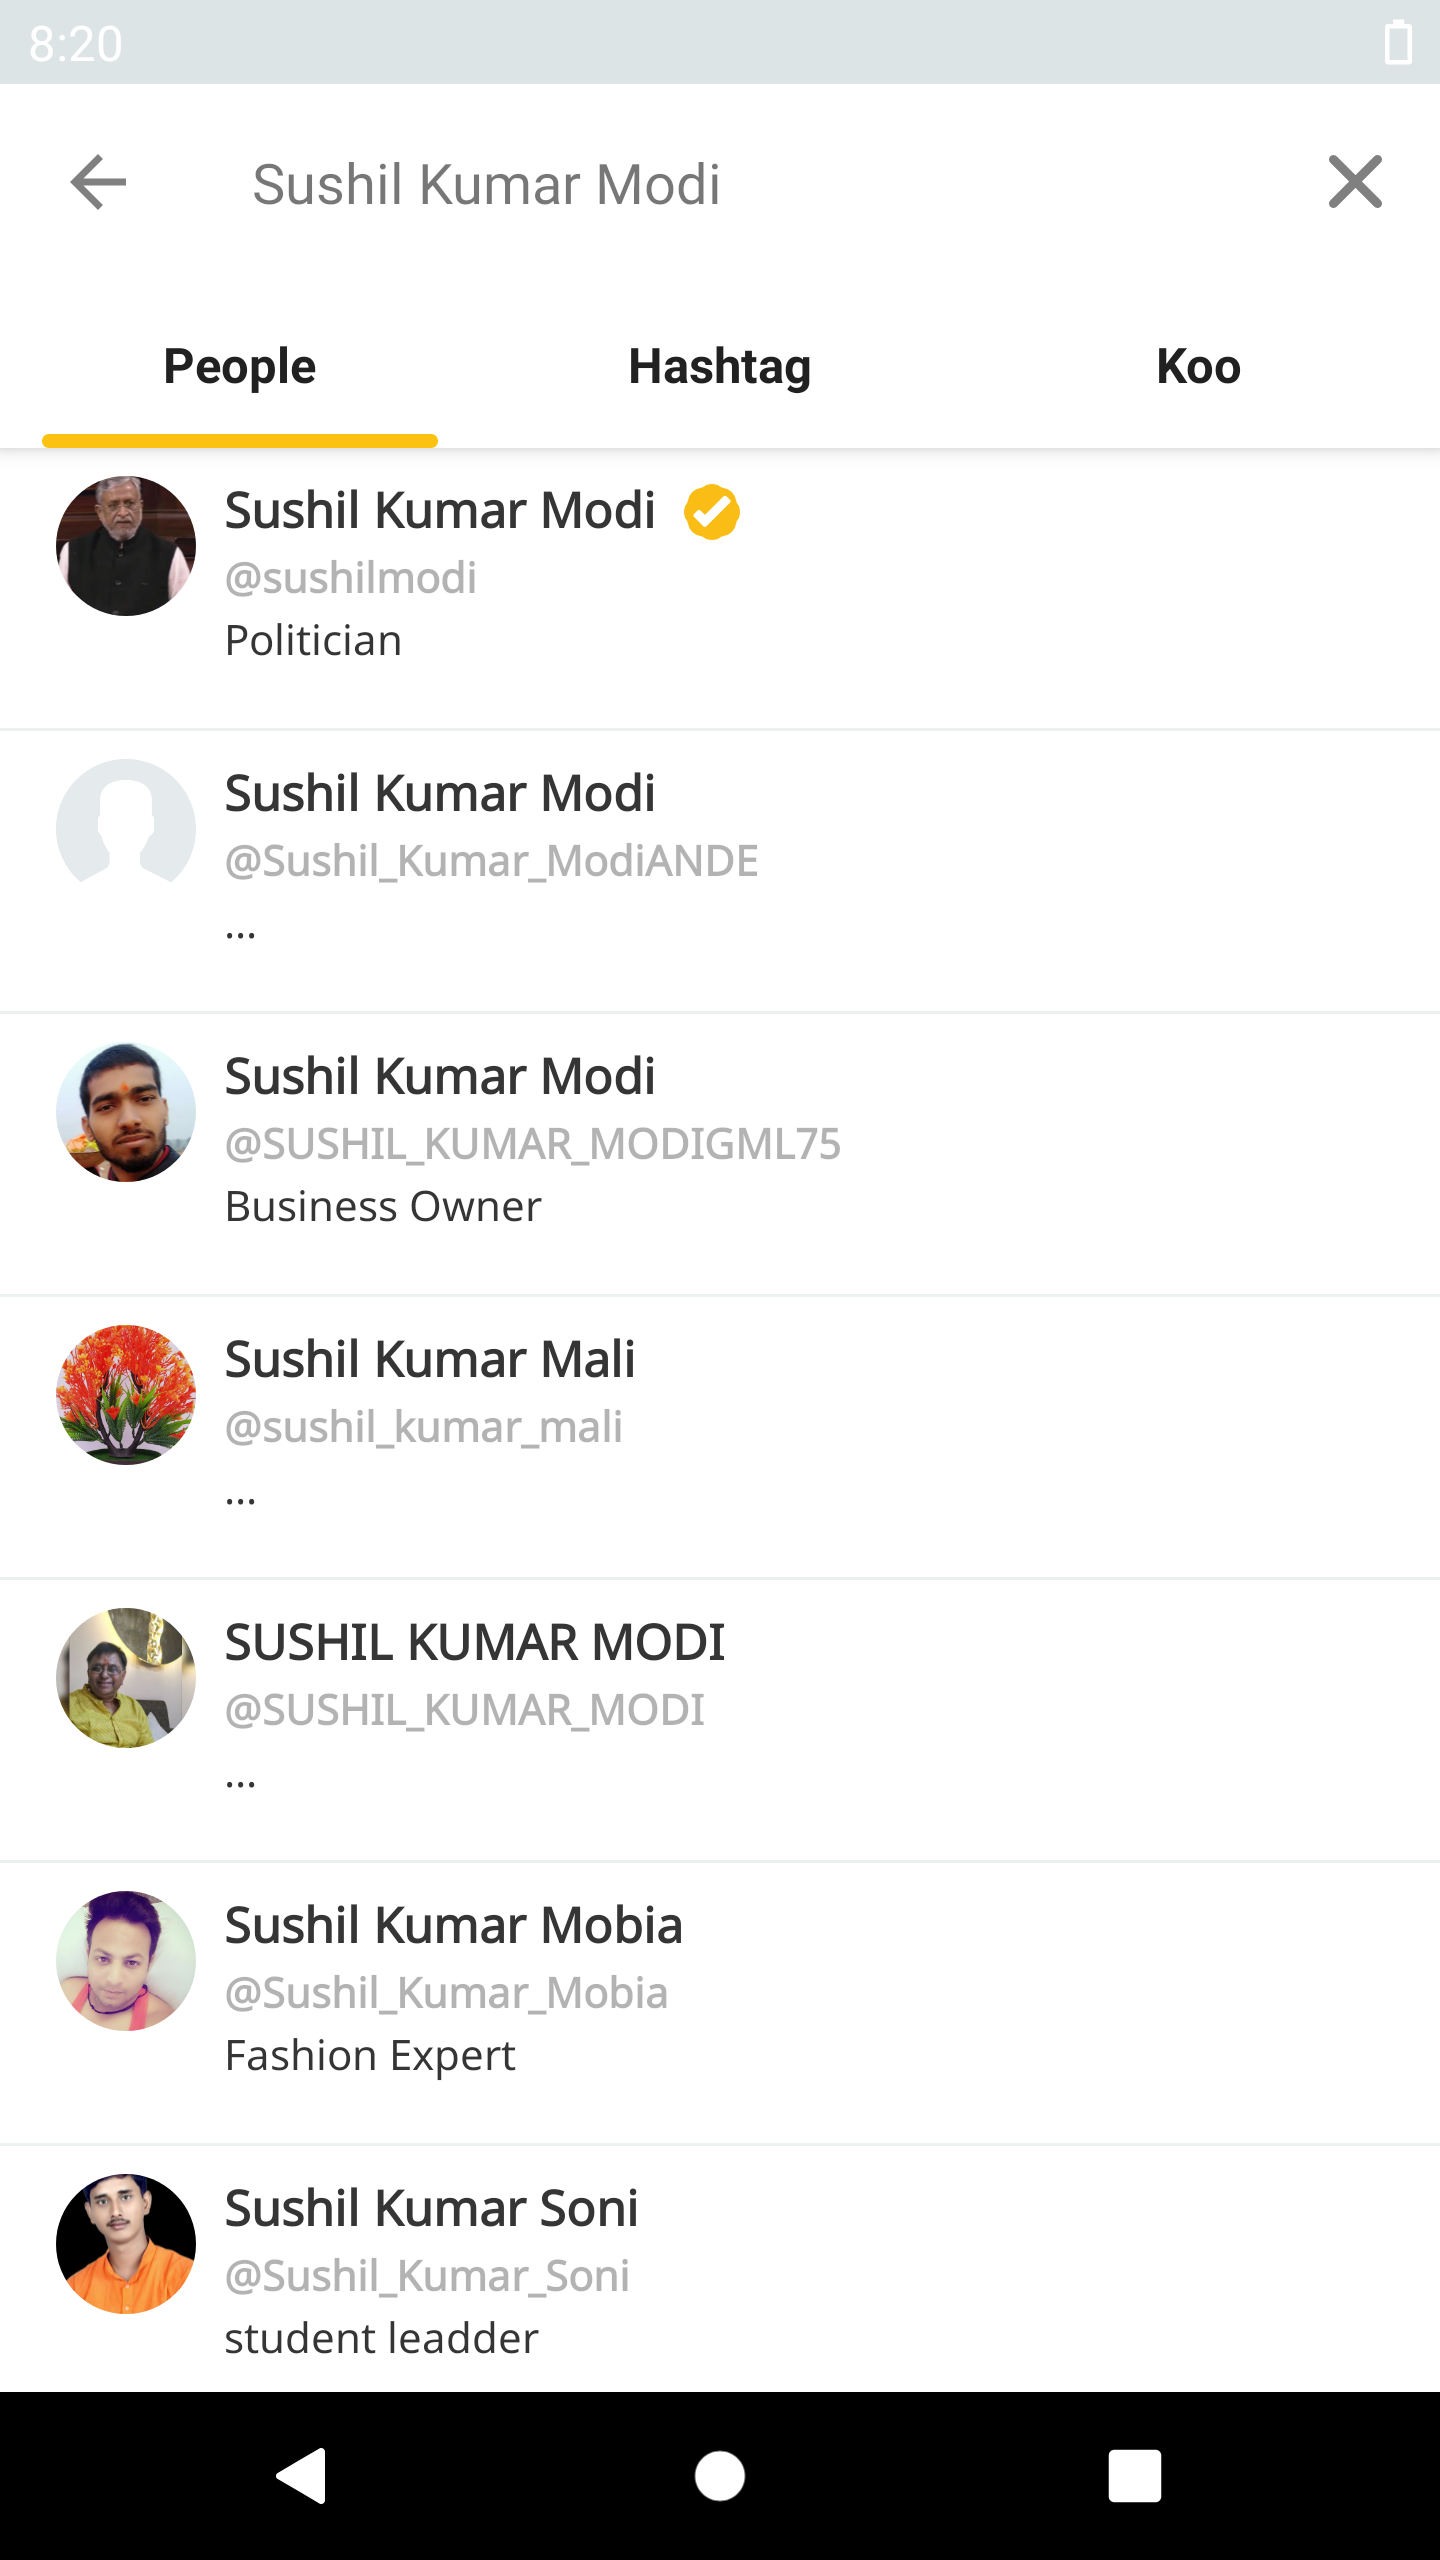 8:20
Sushil Kumar Modi
People Hashtag Koo
Sushil Kumar Modi
@sushilmodi
Politician
Sushil Kumar Modi
@Sushil_Kumar_ModiANDE
...
Sushil Kumar Modi
@SUSHIL_KUMAR_MODIGML75
Business Owner
Sushil Kumar Mali
@sushil_kumar_mali
...
SUSHIL KUMAR MODI
@SUSHIL_KUMAR_MODI
...
Sushil Kumar Mobia
@Sushil_Kumar_Mobia
Fashion Expert
Sushil Kumar Soni
@Sushil_Kumar_Soni
student leadder